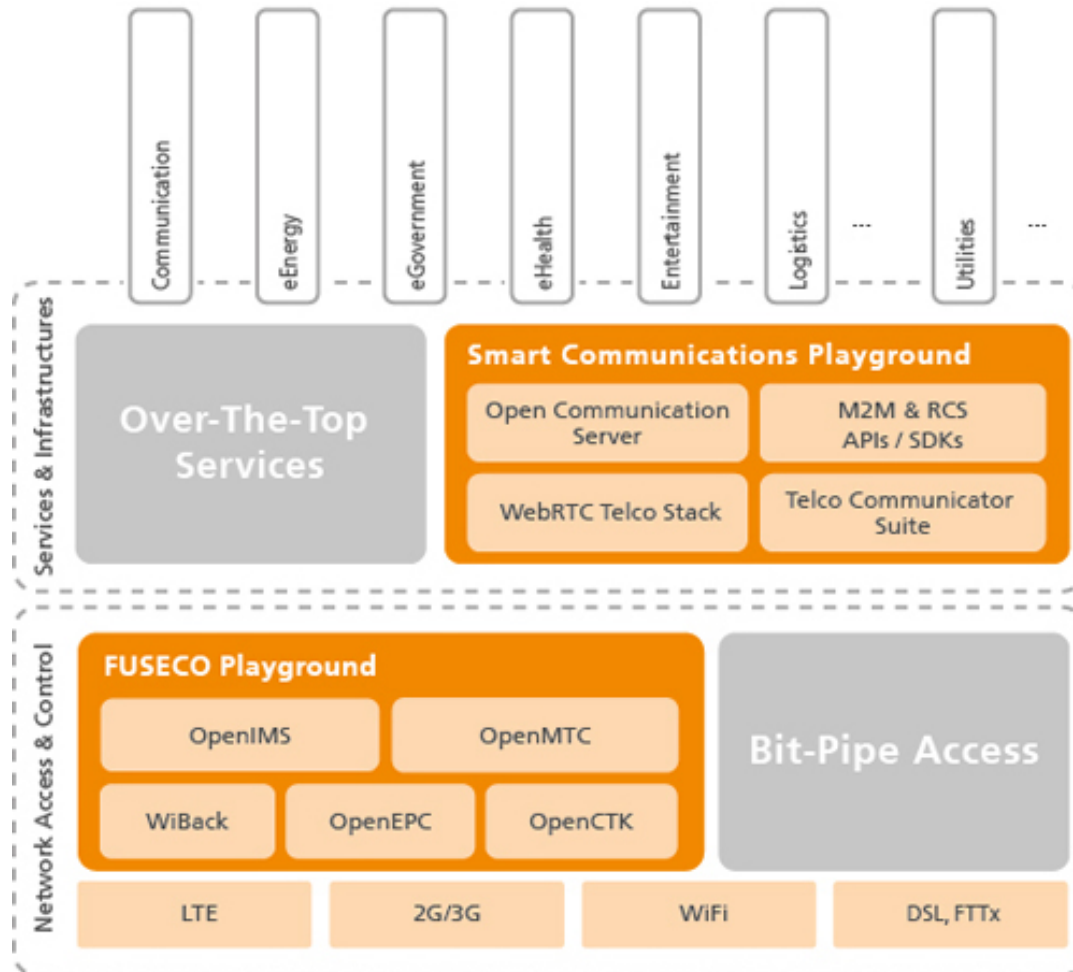 Communication
eEnergy
eGovernment
eHealth
Entertainment
Logistics
...
Utilities
...
Services & Infrastructures
Over-The-Top
Services
Smart Communications Playground
Open Communication
Server
M2M & RCS
APIs / SDKs
WebRTC Telco Stack
Telco Communicator
Suite
Network Access & Control
FUSECO Playground
OpenIMS
OpenMTC
WiBack
OpenEPC
OpenCTK
Bit-Pipe Access
LTE
2G/3G
WiFi
DSL, FTTx